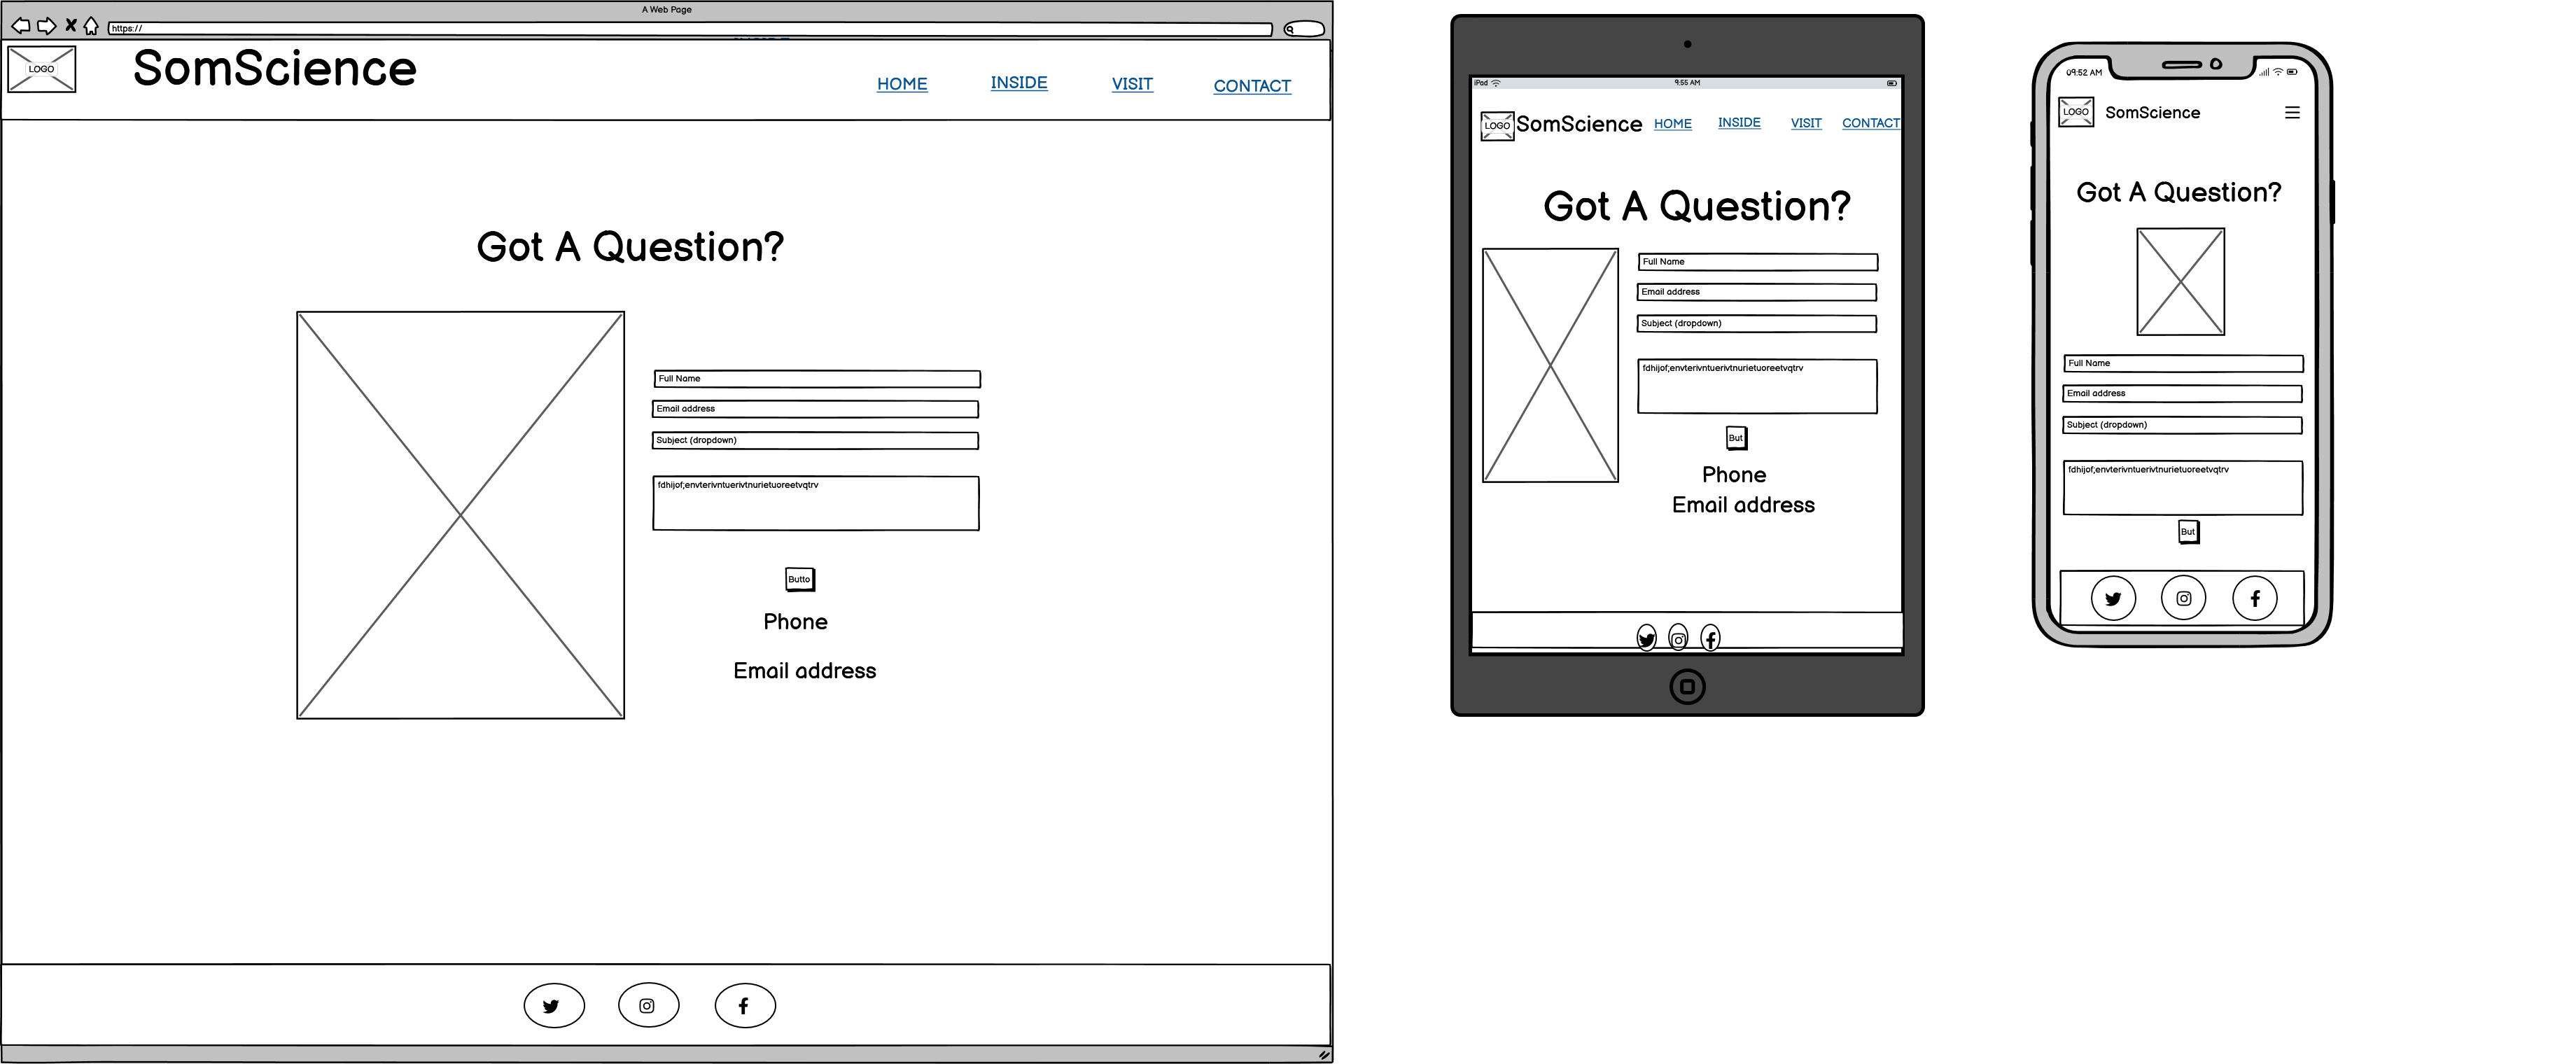 A Web Page
https://
LOGO
SomScience
HOME
INSIDE
VISIT
CONTACT
Got A Question?
Full Name
Email address
Subject (dropdown)
fdhijof;envterivntuerivtnurietuoreetvqtrv
Butto
Phone
Email address
iPad
9:55 AM
LOGO
SomScience
HOME
INSIDE
VISIT
CONTACT
Got A Question?
Full Name
Email address
Subject (dropdown)
fdhijof;envterivntuerivtnurietuoreetvqtrv
But
Phone
Email address
09:52 AM
LOGO
SomScience
Got A Question?
Full Name
Email address
Subject (dropdown)
fdhijof;envterivntuerivtnurietuoreetvqtrv
But